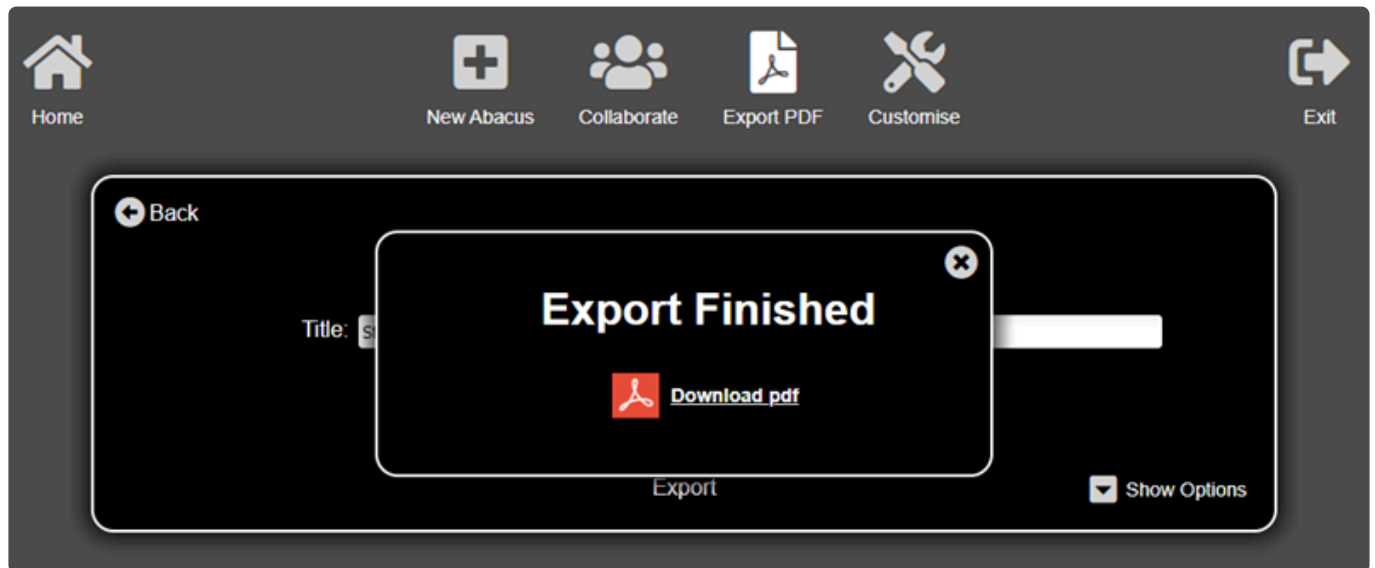 Home
New Abacus
Collaborate
Export PDF
Customise
Exit
Back
Export Finished
Title:
Download pdf
Export
Show Options